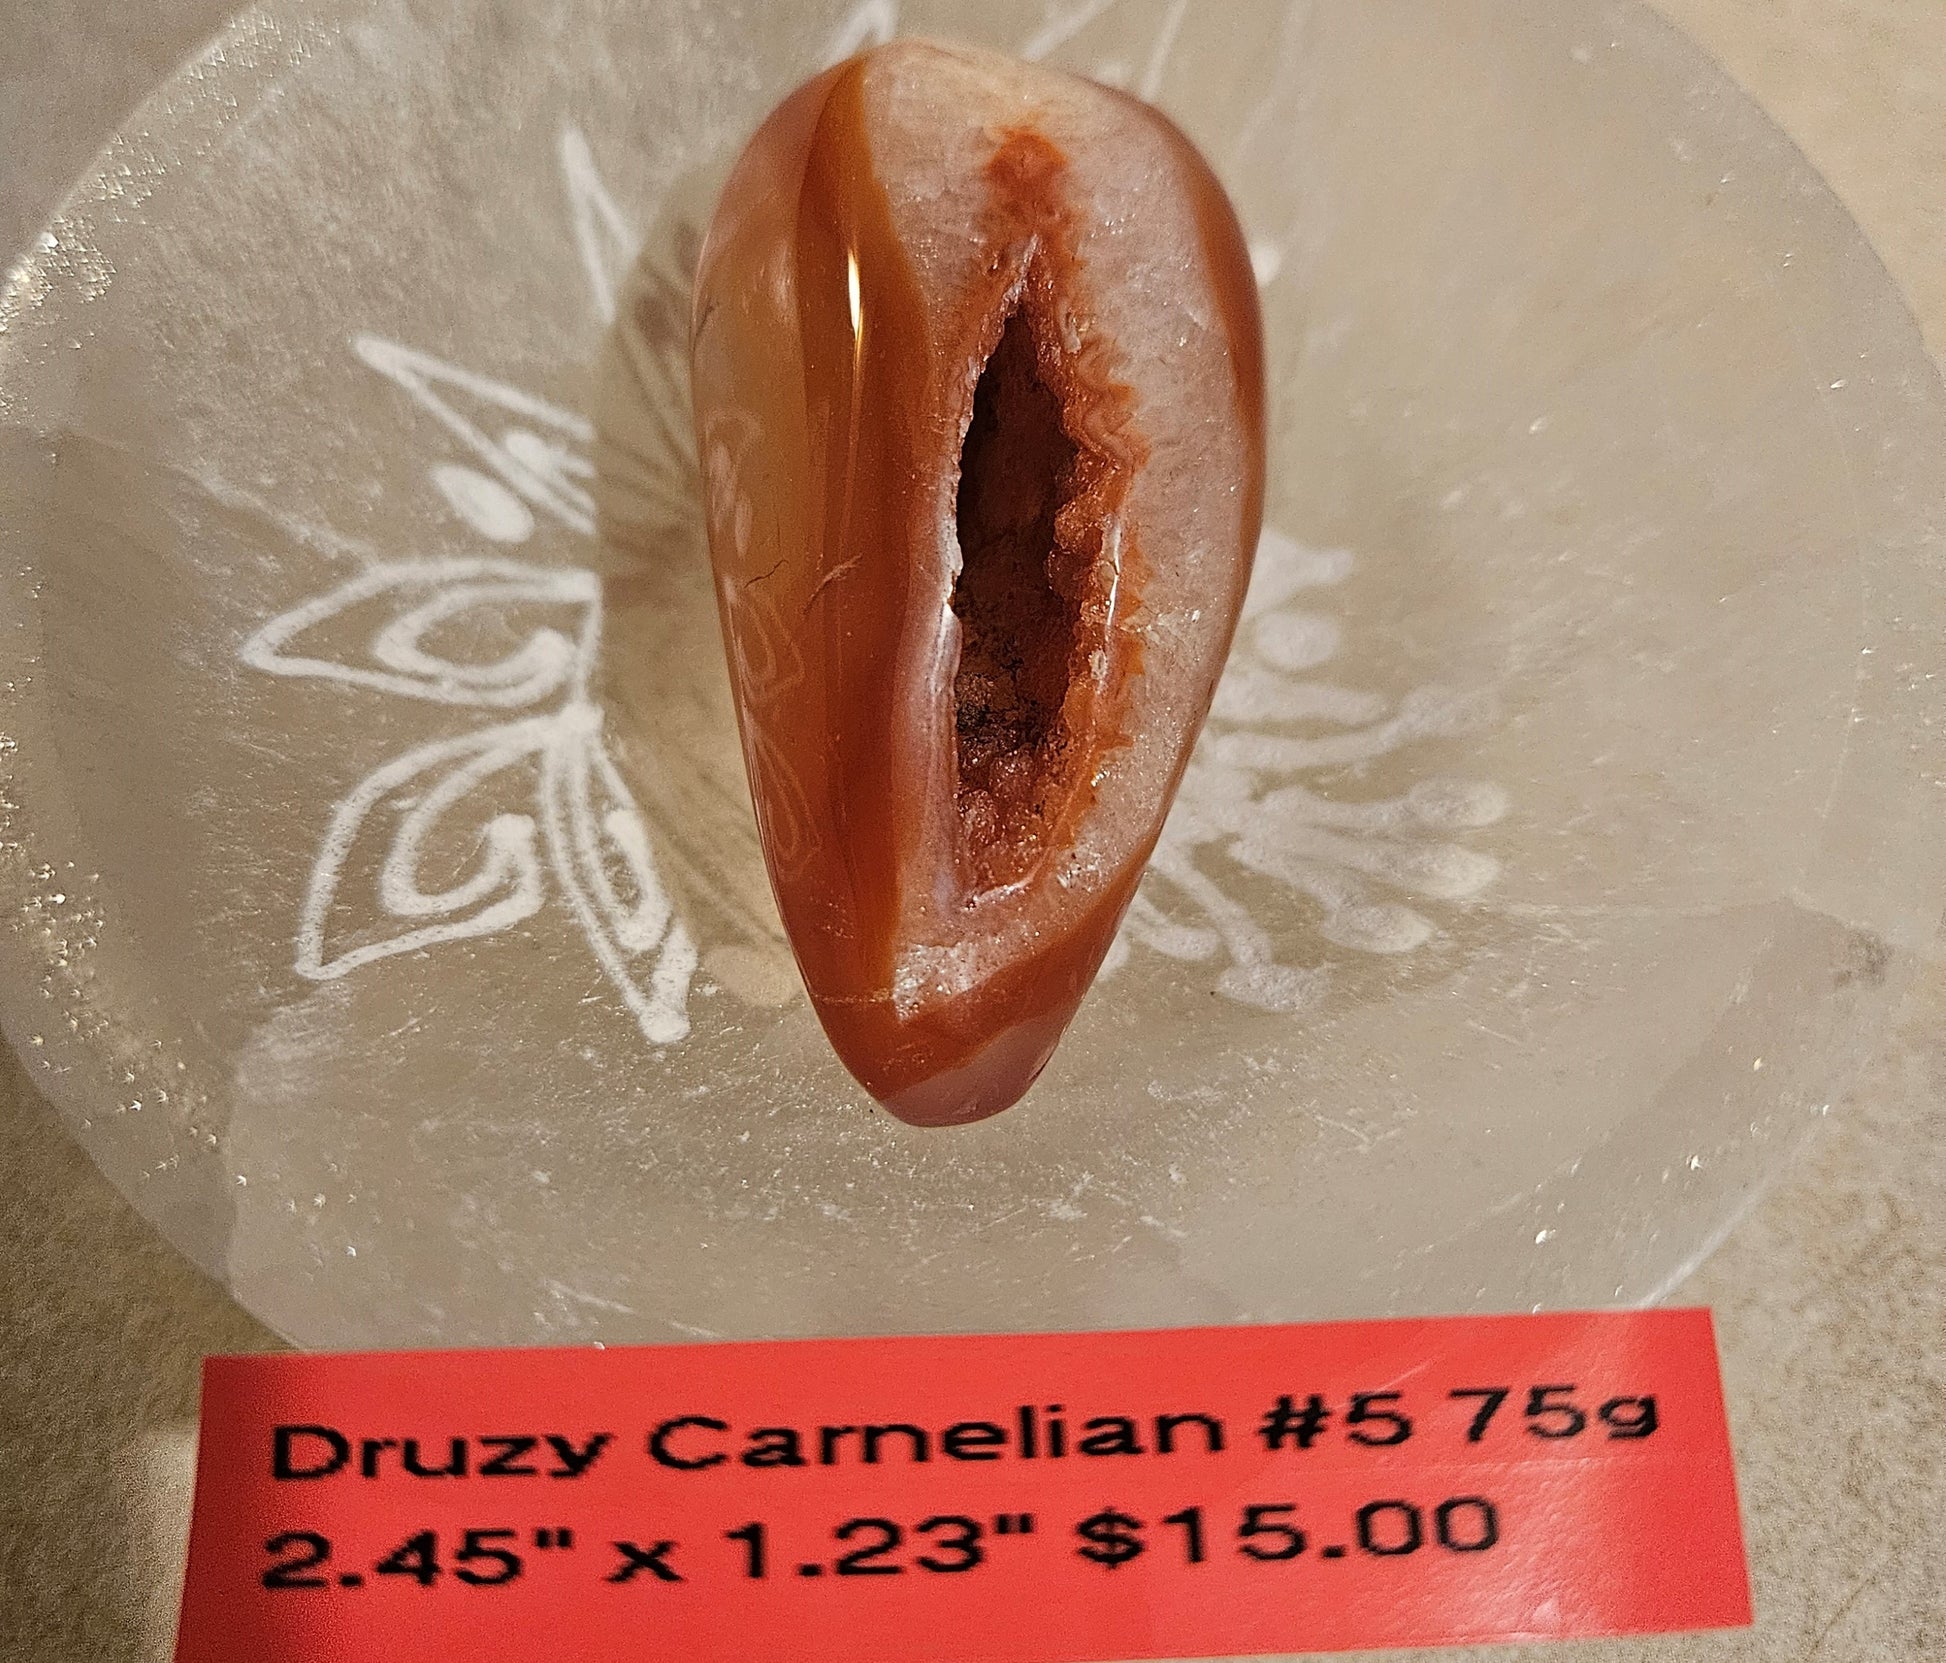 Druzy Carnelian #5 75g
2.45" x 1.23" $15.00